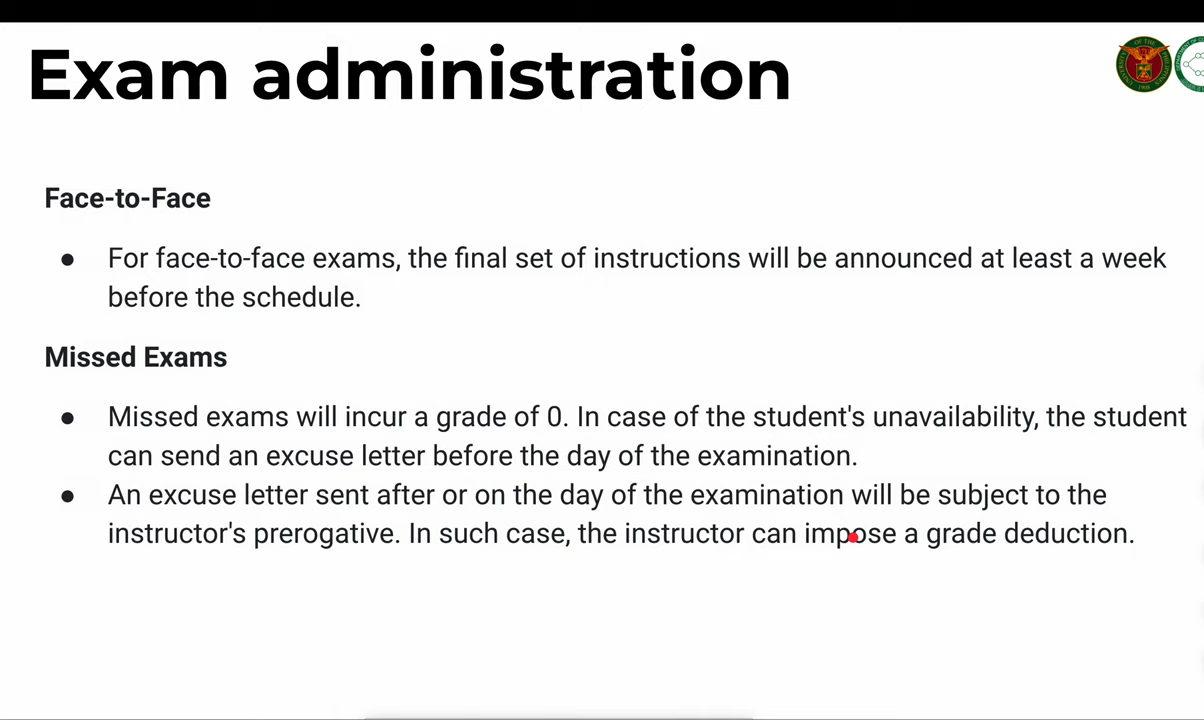 Exam administration
Face-to-Face
● For face-to-face exams, the final set of instructions will be announced at least a week
before the schedule.
Missed Exams
● Missed exams will incur a grade of 0. In case of the student's unavailability, the student
can send an excuse letter before the day of the examination.
● An excuse letter sent after or on the day of the examination will be subject to the
instructor's prerogative. In such case, the instructor can impose a grade deduction.